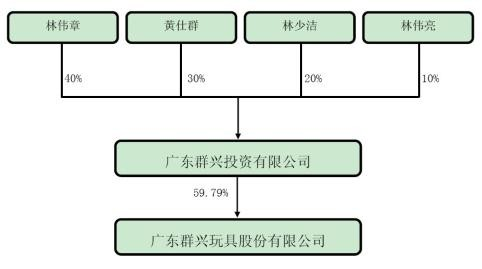 林伟章 黄仕群 林少洁 林伟亮
40% 30% 20% 10%
广东群兴投资有限公司
59.79%
广东群兴玩具股份有限公司